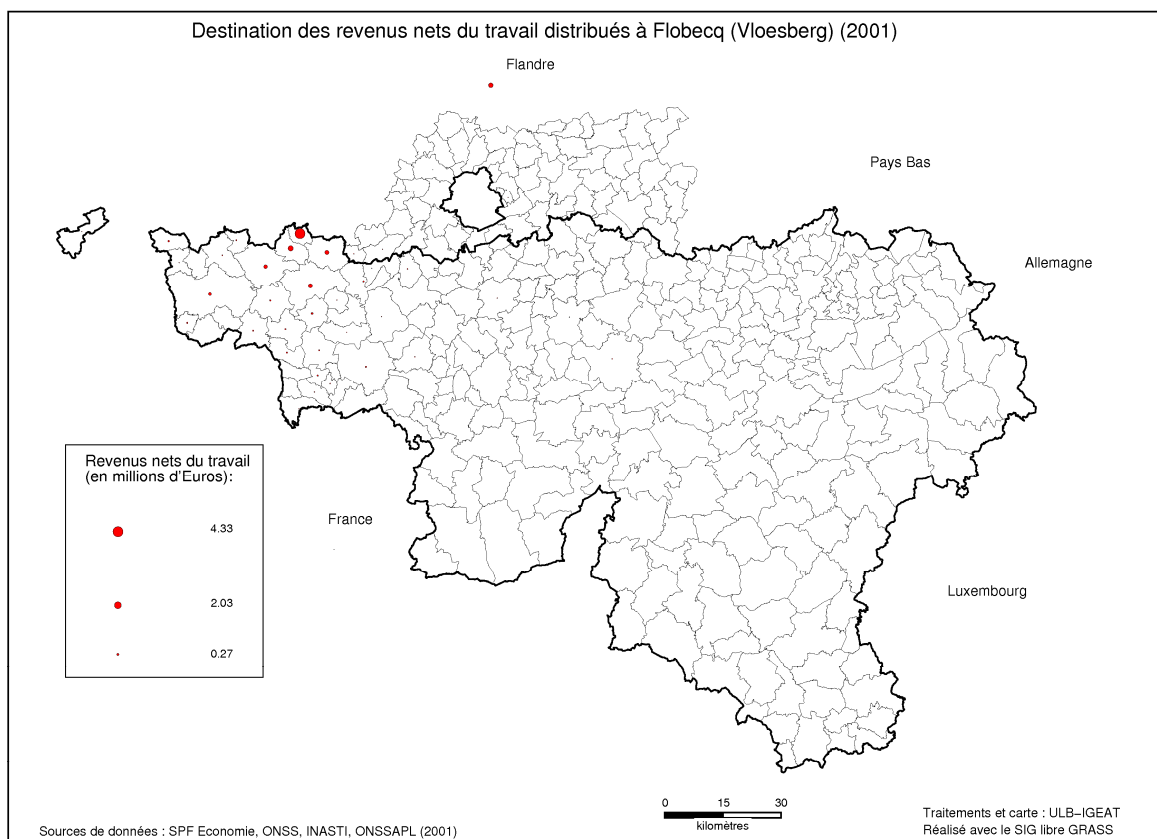 Destination des revenus nets du travail distribués à Flobecq (Vloesberg) (2001)
Flandre
Pays Bas
Allemagne
Revenus nets du travail
(en millions d'Euros):
4.33
2.03
0.27
France
Luxembourg
0 15 30
kilomètres
Sources de données : SPF Economie, ONSS, INASTI, ONSSAPL (2001)
Traitements et carte : ULB-IGEAT
Réalisé avec le SIG libre GRASS